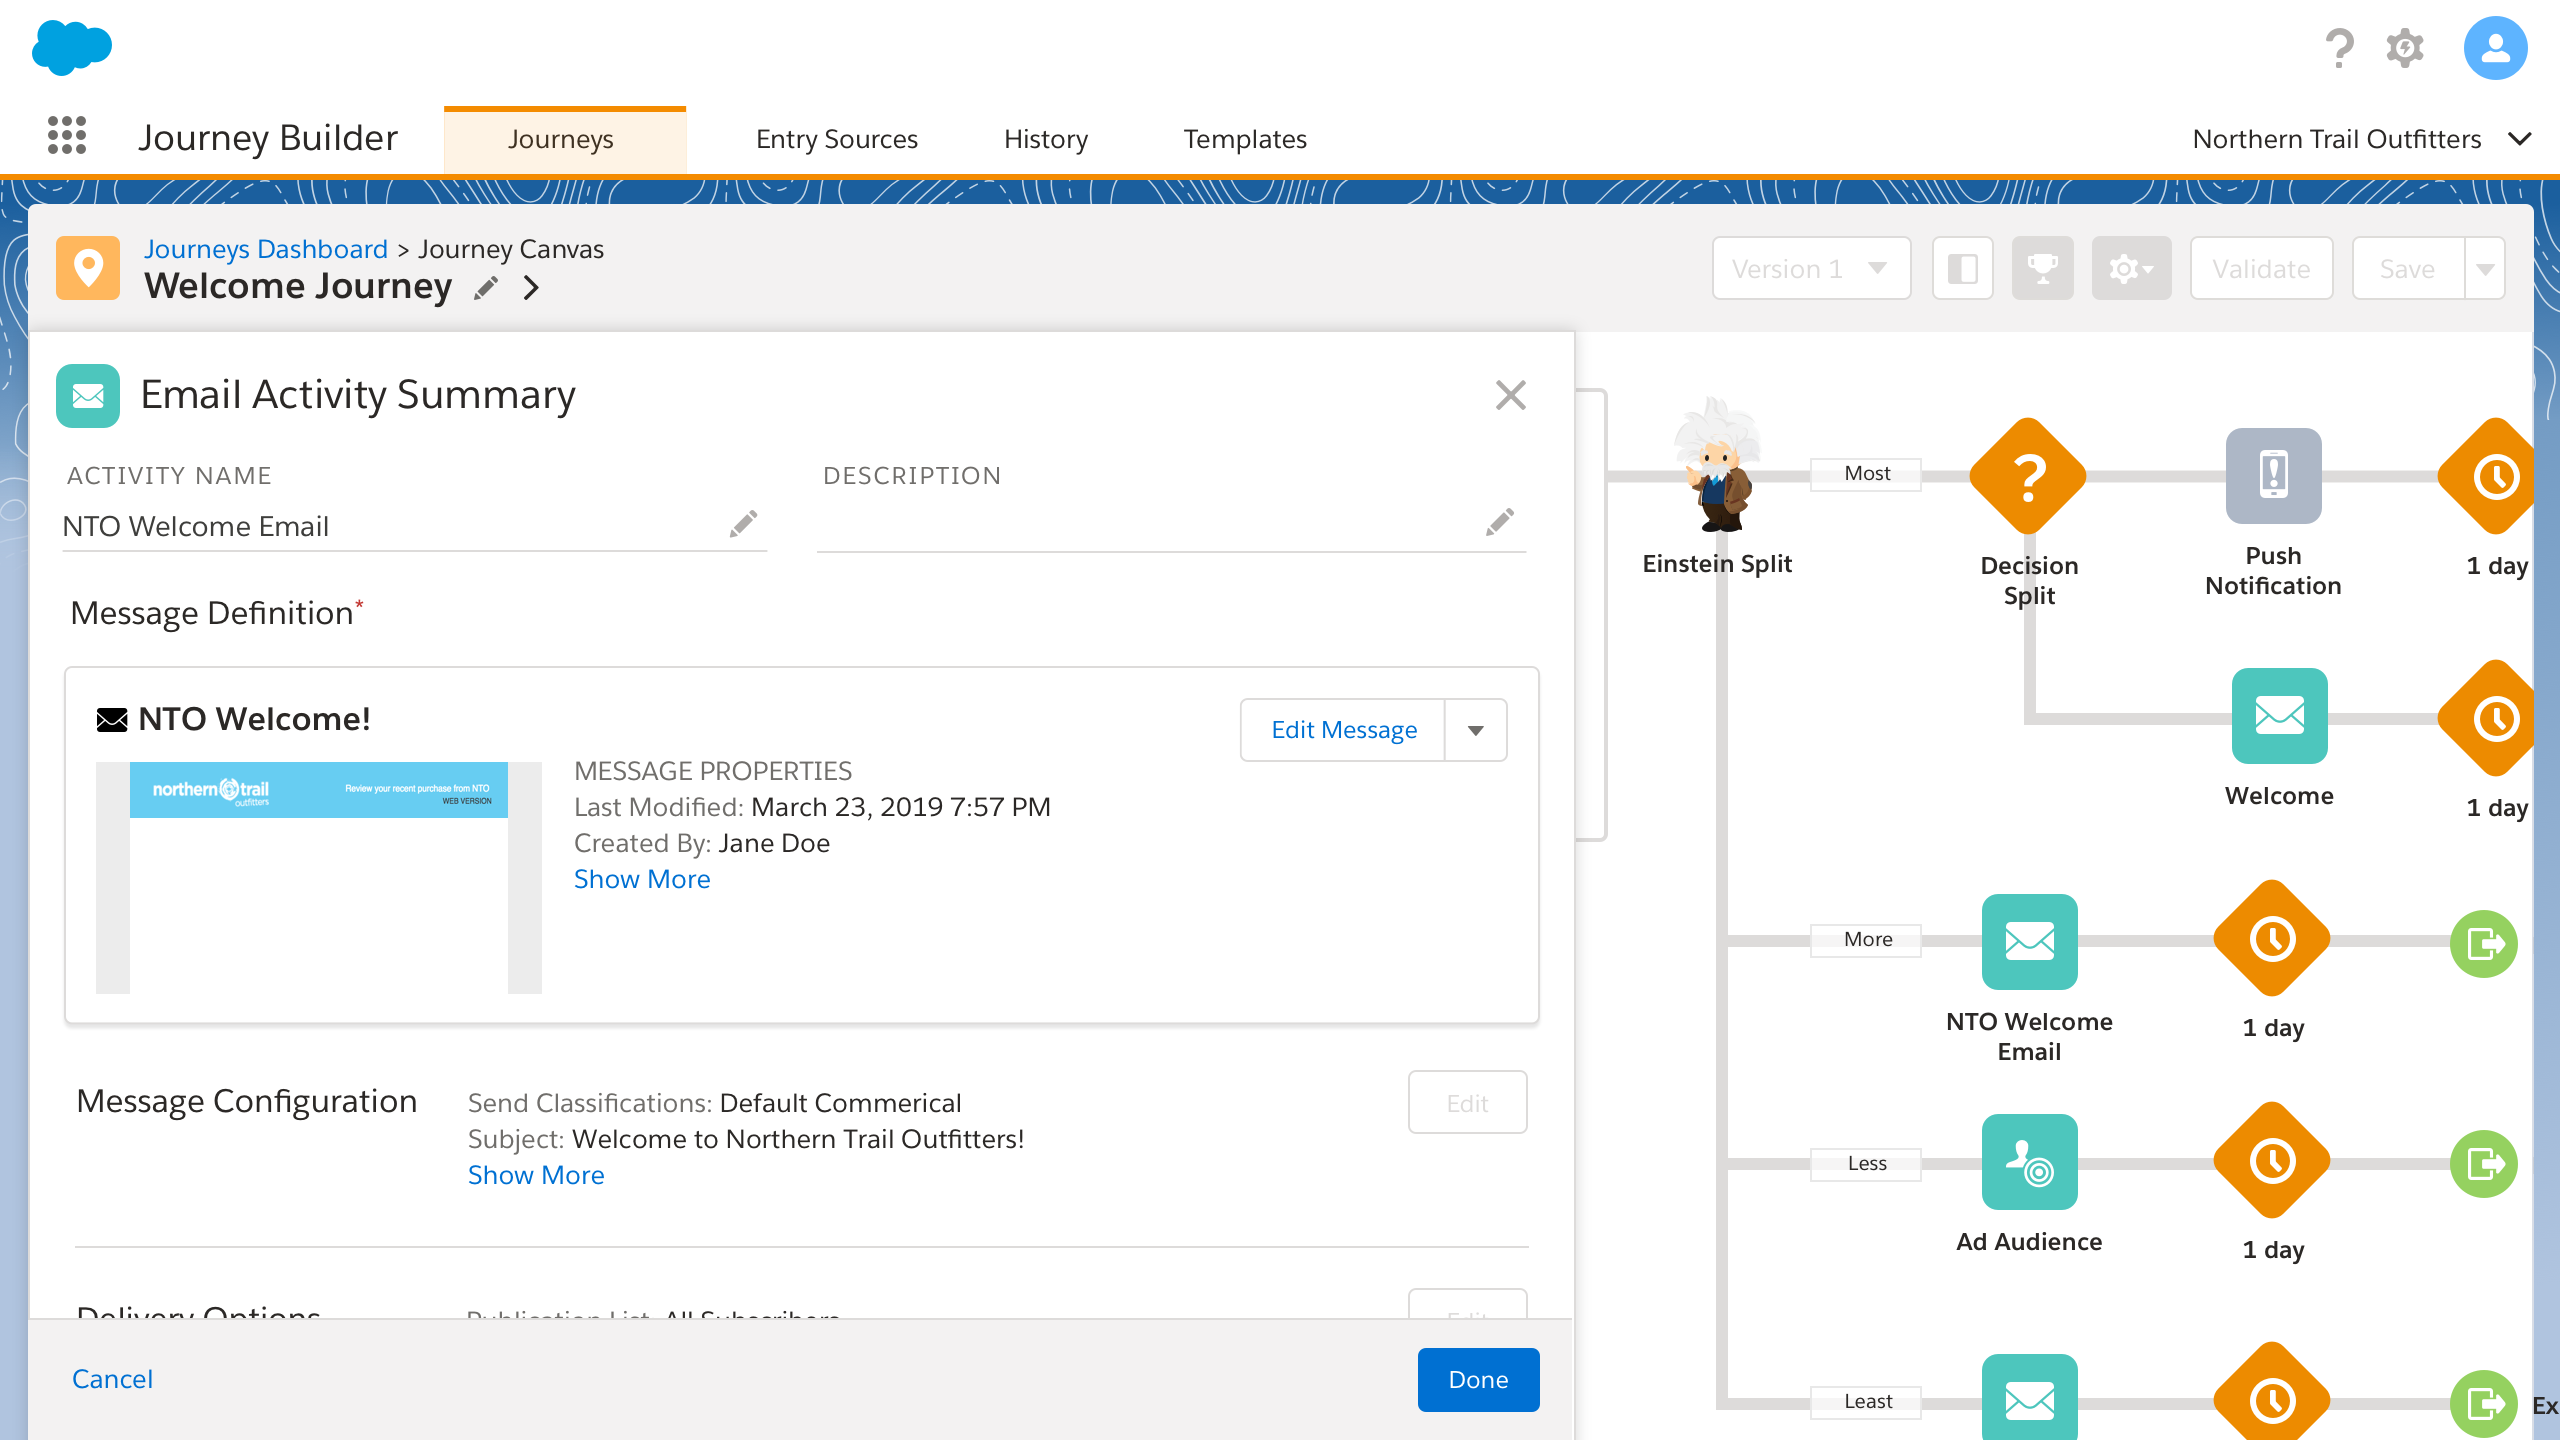 Journey Builder
Journeys
Entry Sources
History
Templates
Northern Trail Outfitters
Journeys Dashboard > Journey Canvas
Welcome Journey
Version 1
Validate
Save
Email Activity Summary
ACTIVITY NAME
DESCRIPTION
NTO Welcome Email
Message Definition*
NTO Welcome!
Edit Message
northern trail
outfitters
Review your recent purchase from NTO
WEB VERSION
MESSAGE PROPERTIES
Last Modified: March 23, 2019 7:57 PM
Created By: Jane Doe
Show More
Message Configuration
Send Classifications: Default Commerical
Subject: Welcome to Northern Trail Outfitters!
Show More
Edit
Delivery Options
Publication List: All Subscribers
Edit
Cancel
Done
Einstein Split
Most
Decision
Split
Push
Notification
1 day
Welcome
1 day
More
NTO Welcome
Email
1 day
Less
Ad Audience
1 day
Least
Ex